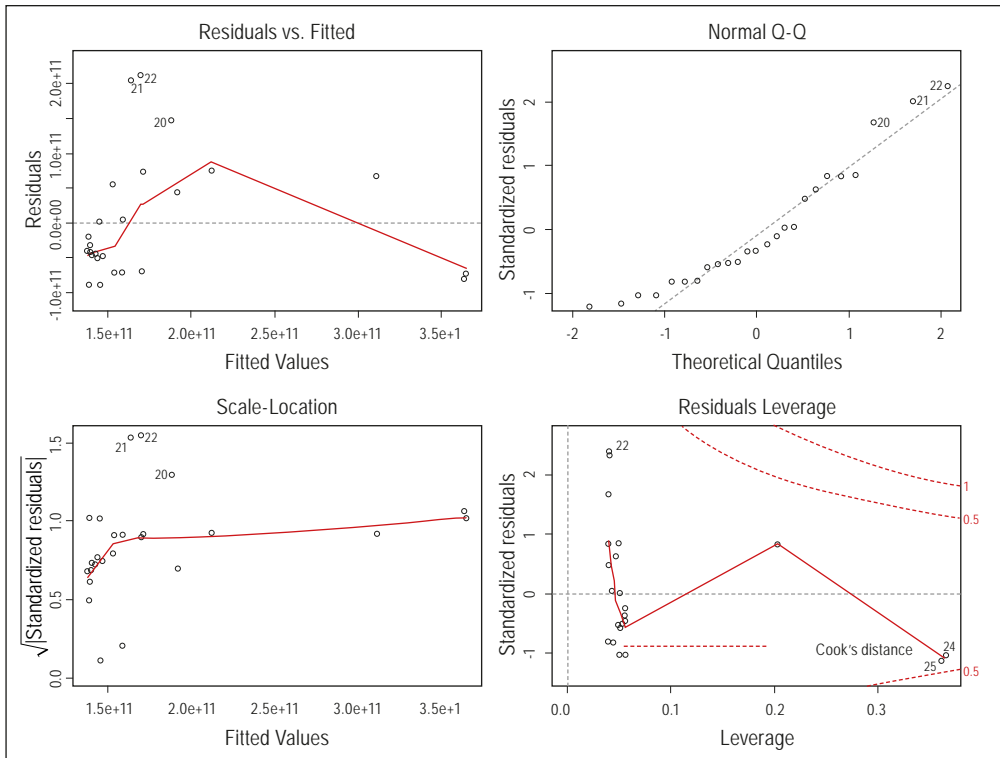 Residuals vs. Fitted
Residuals
2.0e+11
1.0e+11
0.0e+00
-1.0e+11
22
21
20
1.5e+11 2.0e+11 2.5e+11 3.0e+11 3.5e+1
Fitted Values
Normal Q-Q
Standardized residuals
2
1
0
-1
22
21
20
-2 -1 0 1 2
Theoretical Quantiles
Scale-Location
√|Standardized residuals|
1.5
1.0
0.5
0.0
21 22
20
1.5e+11 2.0e+11 2.5e+11 3.0e+11 3.5e+1
Fitted Values
Residuals Leverage
Standardized residuals
2
1
0
-1
22
1
0.5
Cook's distance
24
25
0.5
0.0 0.1 0.2 0.3
Leverage